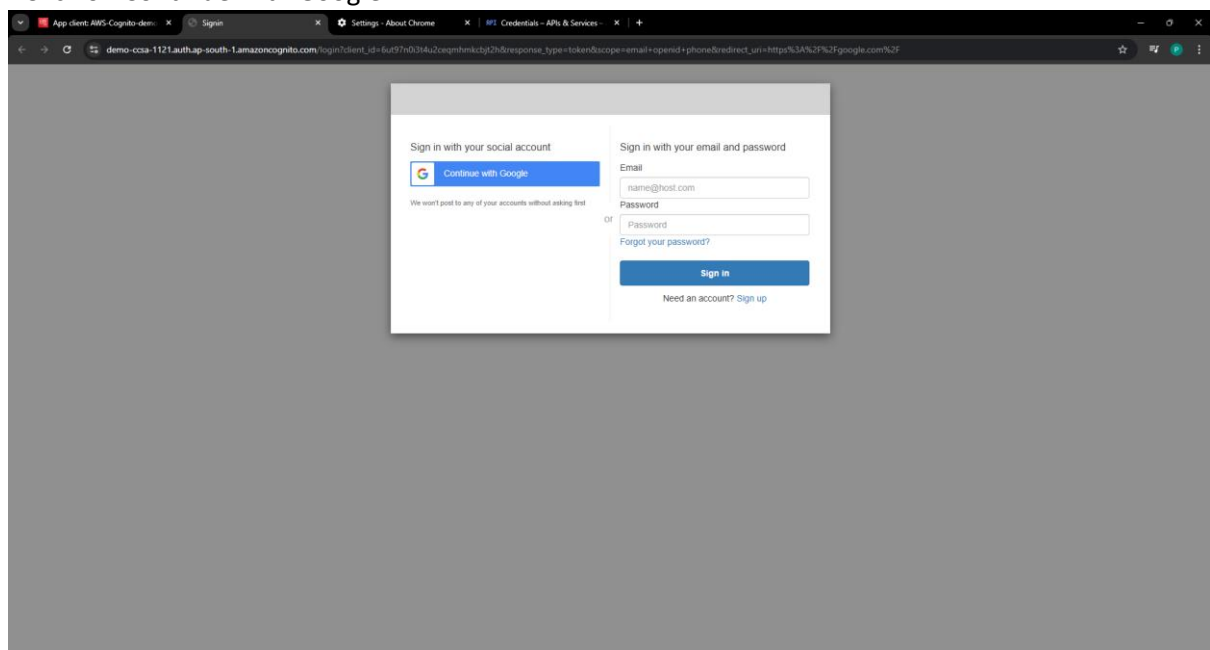 App client: AWS-Cognito-demo
Signin
Settings - About Chrome
Credentials – APIs & Services –
demo-ccsa-1121.auth.ap-south-1.amazoncognito.com
Sign in with your social account
Continue with Google
We won't post to any of your accounts without asking first
or
Sign in with your email and password
Email
name@host.com
Password
Password
Forgot your password?
Sign in
Need an account? Sign up